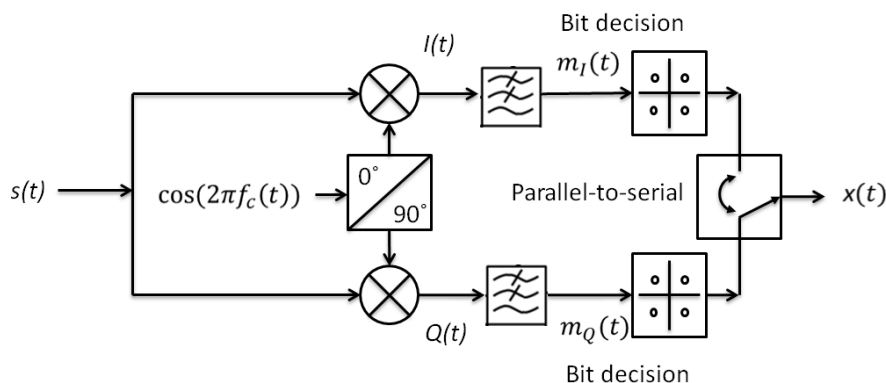 Bit decision
I(t)
m_I(t)
0°
s(t)
cos(2πf_c(t))
90°
Parallel-to-serial
x(t)
Q(t)
m_Q(t)
Bit decision